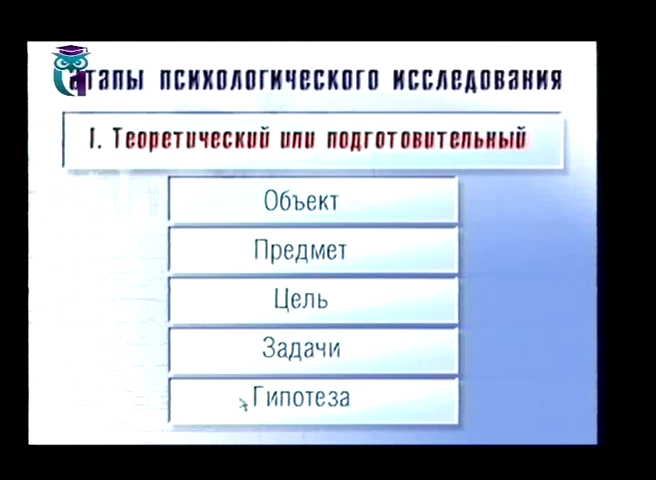 этапы психологического исследования
I. Теоретический или подготовительный
Объект
Предмет
Цель
Задачи
Гипотеза